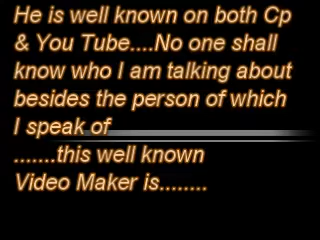 He is well known on both Cp
& You Tube....No one shall
know who I am talking about
besides the person of which
I speak of
.......this well known
Video Maker is........